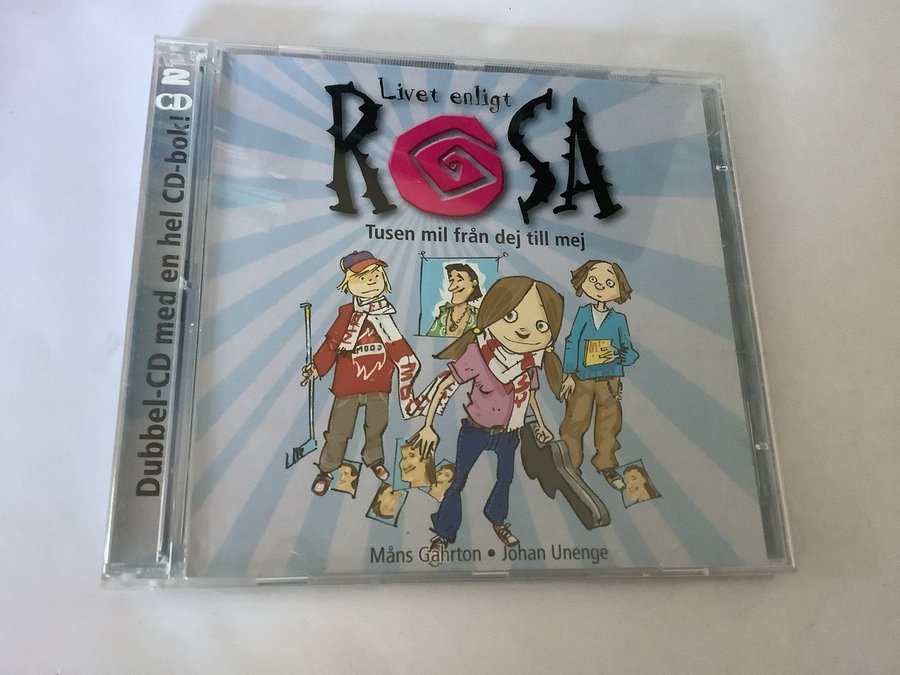 2
CD
Dubbel-CD med en hel CD-bok!
Livet enligt
ROSA
Tusen mil från dej till mej
MODO
Måns Gahrton • Johan Unenge